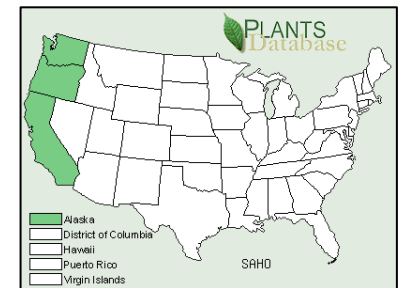 PLANTS
Database
Alaska
District of Columbia
Hawaii
Puerto Rico
Virgin Islands
SAHO